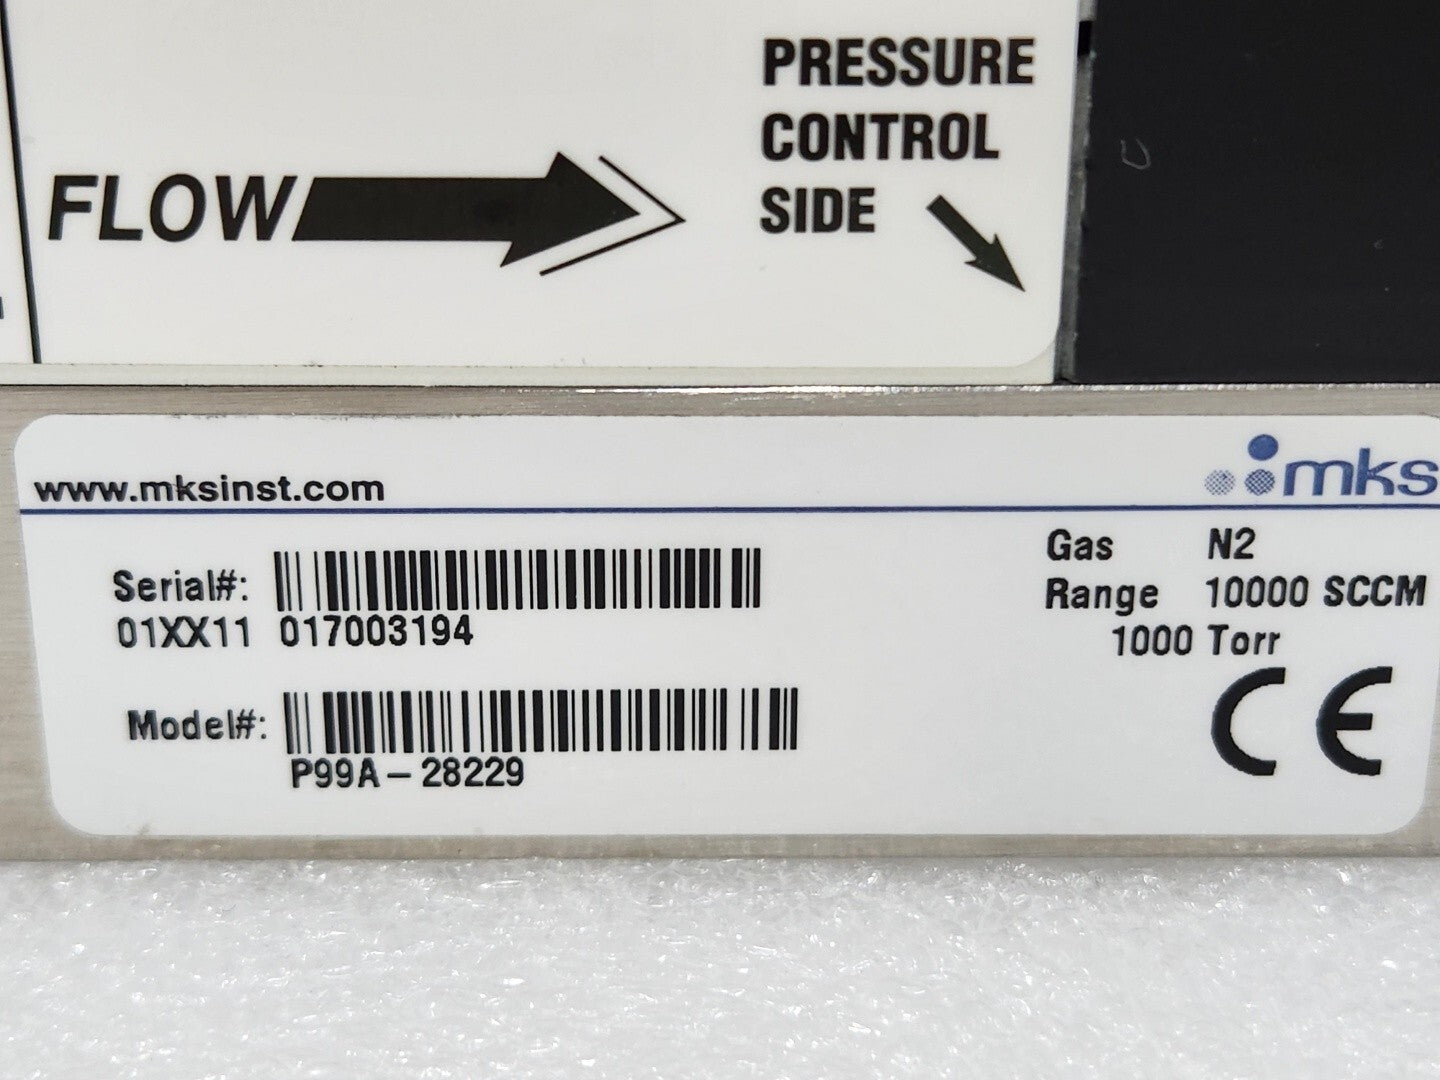 PRESSURE
CONTROL
SIDE
FLOW
www.mksinst.com
mks
Serial#:
01XX11 017003194
Model#:
P99A-28229
Gas N2
Range 10000 SCCM
1000 Torr
CE